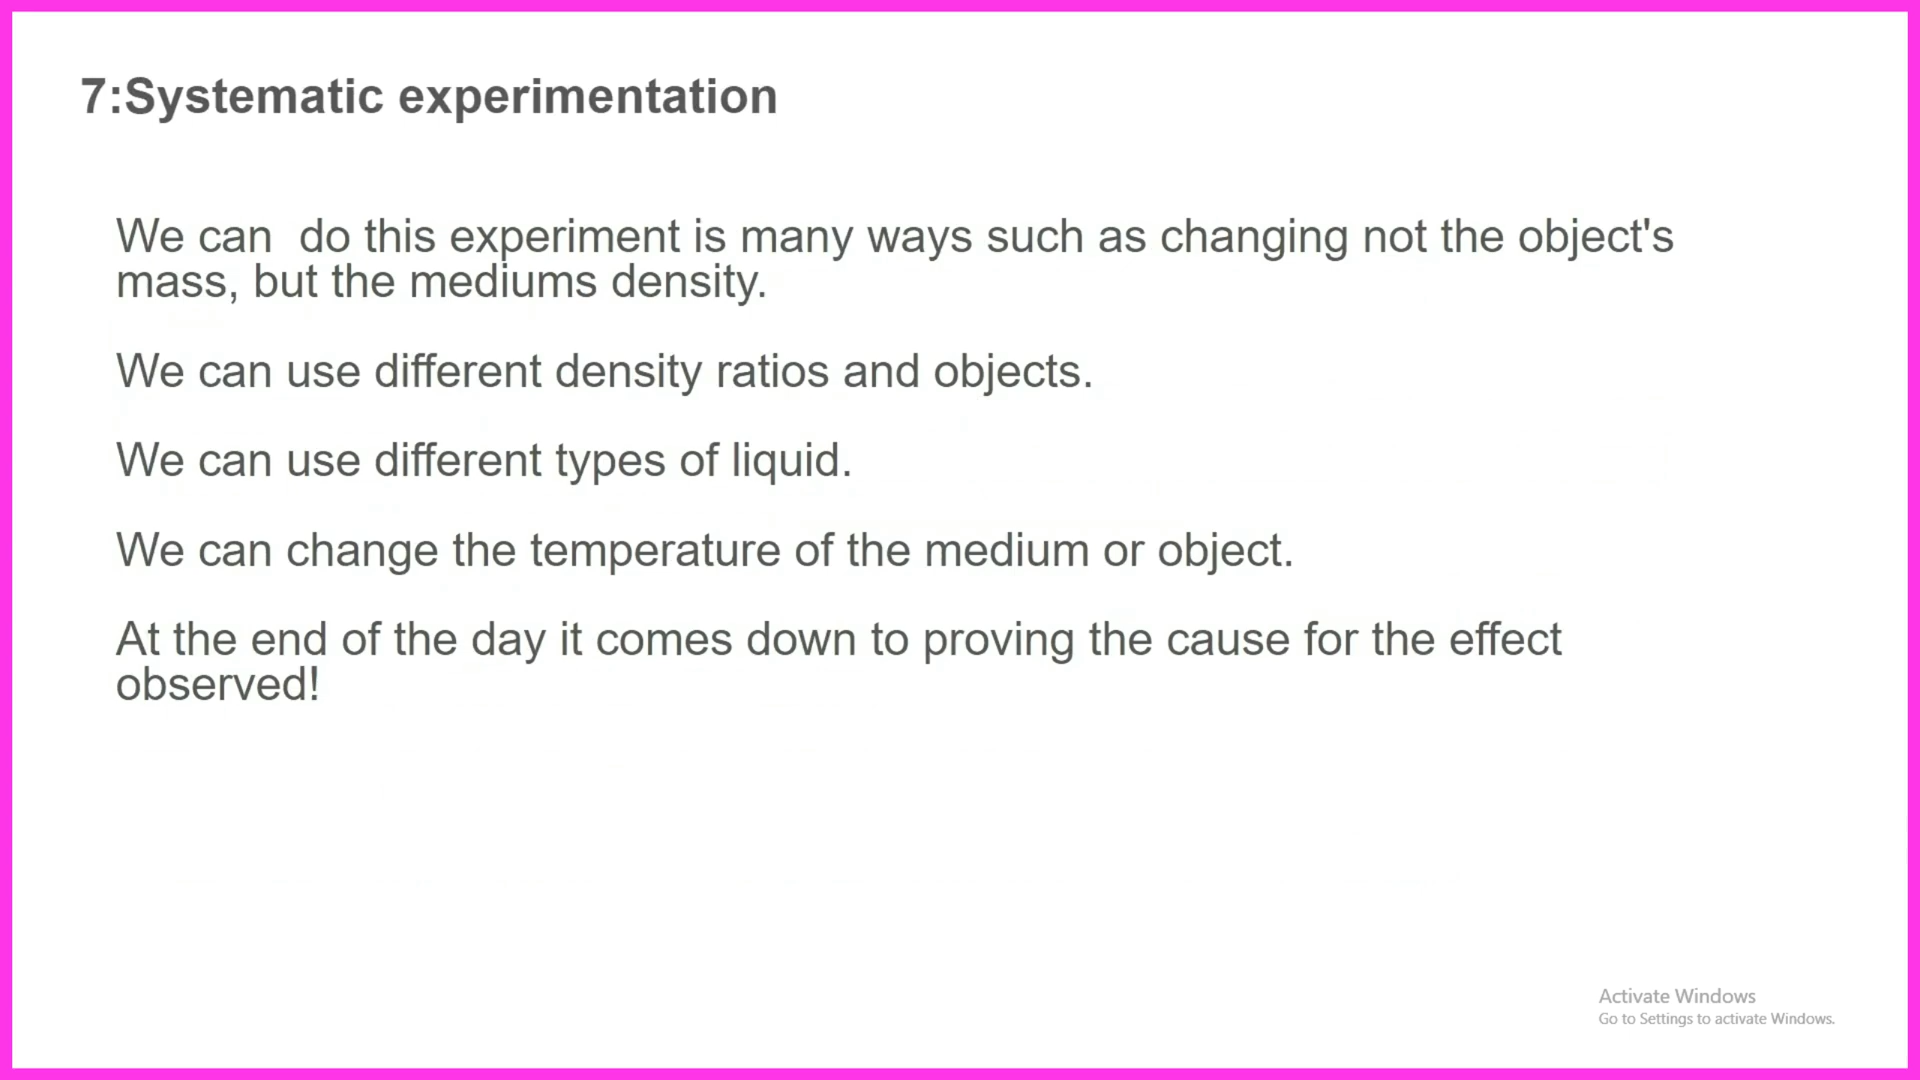 7:Systematic experimentation
We can  do this experiment is many ways such as changing not the object's
mass, but the mediums density.
We can use different density ratios and objects.
We can use different types of liquid.
We can change the temperature of the medium or object.
At the end of the day it comes down to proving the cause for the effect
observed!
Activate Windows
Go to Settings to activate Windows.